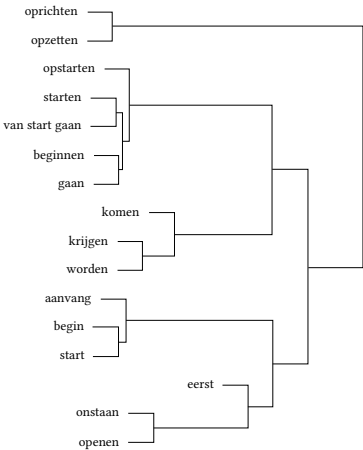 oprichten
opzetten
opstarten
starten
van start gaan
beginnen
gaan
komen
krijgen
worden
aanvang
begin
start
eerst
onstaan
openen